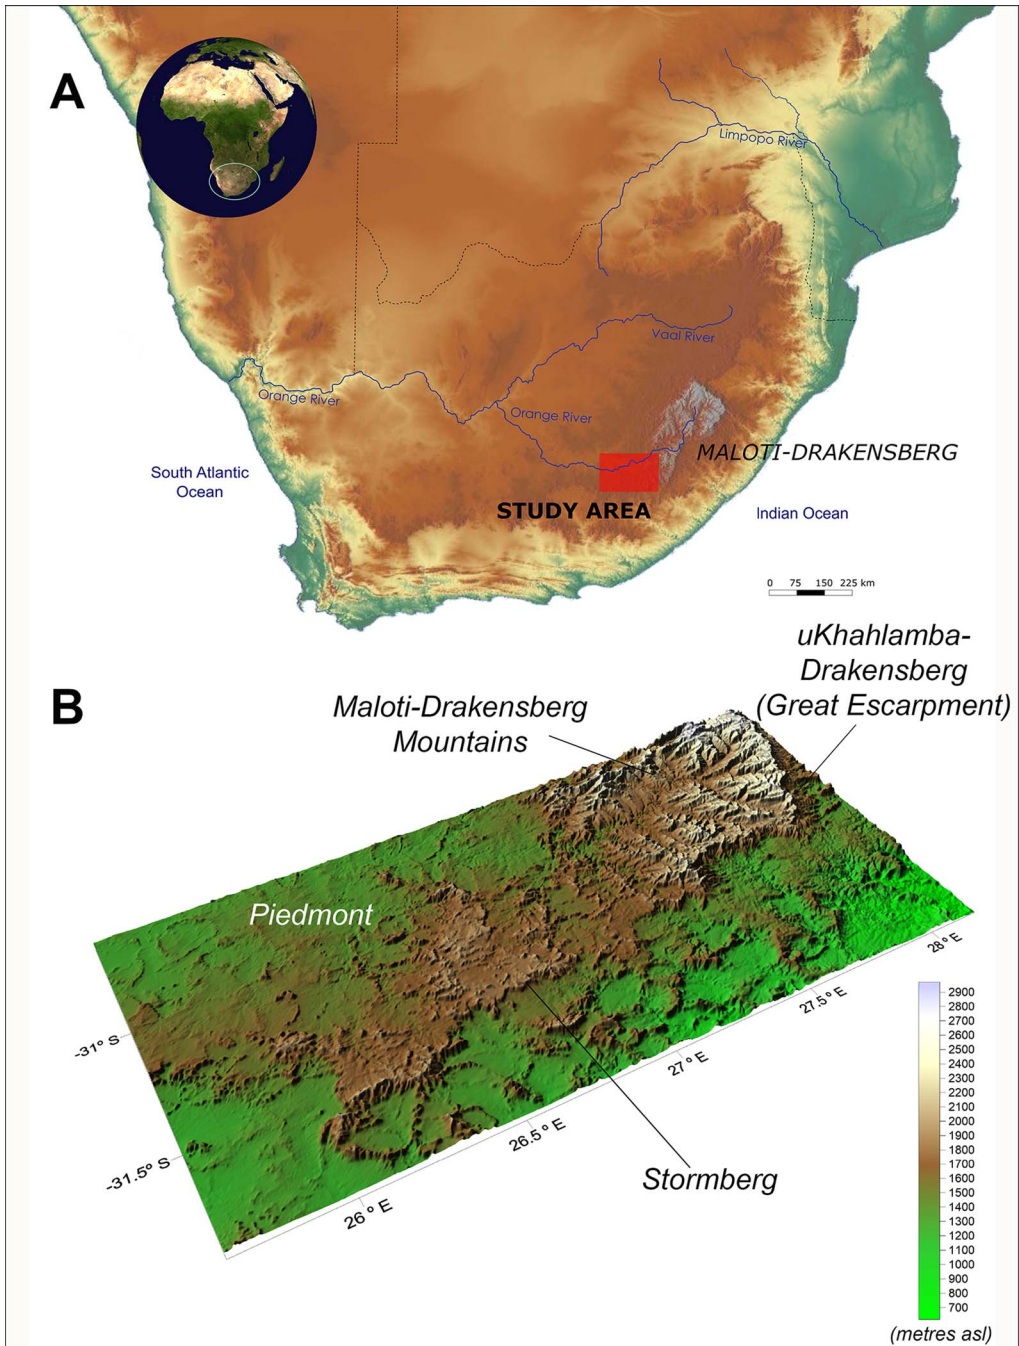 A
Limpopo River
Vaal River
Orange River
Orange River
MALOTI-DRAKENSBERG
South Atlantic
Ocean
STUDY AREA
Indian Ocean
0 75 150 225 km
uKhahlamba-
Drakensberg
(Great Escarpment)
B
Maloti-Drakensberg
Mountains
Piedmont
28 º E
27.5 º E
-31º S
27 º E
26.5 º E
-31.5º S
Stormberg
26 º E
2900
2800
2700
2600
2500
2400
2300
2200
2100
2000
1900
1800
1700
1600
1500
1400
1300
1200
1100
1000
900
800
700
(metres asl)